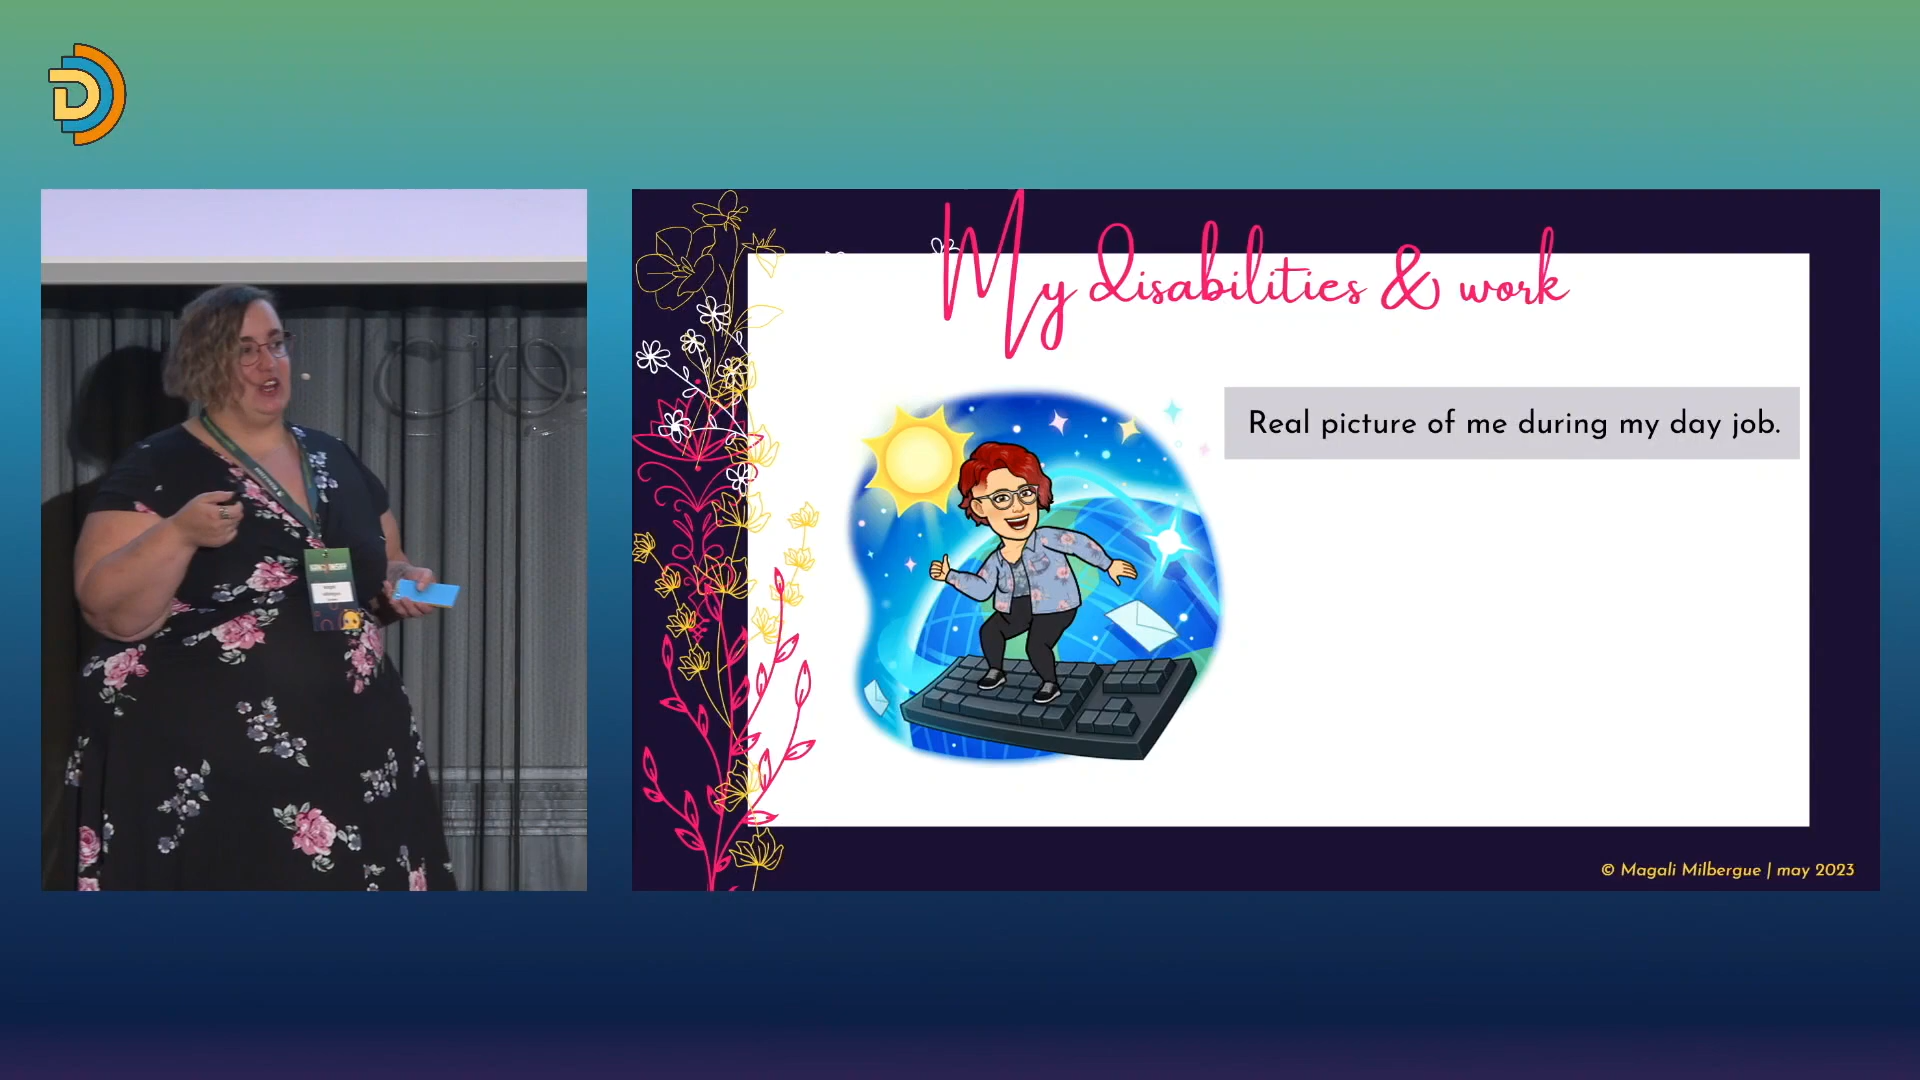 D
My disabilities & work
Real picture of me during my day job.
© Magali Milbergue | may 2023